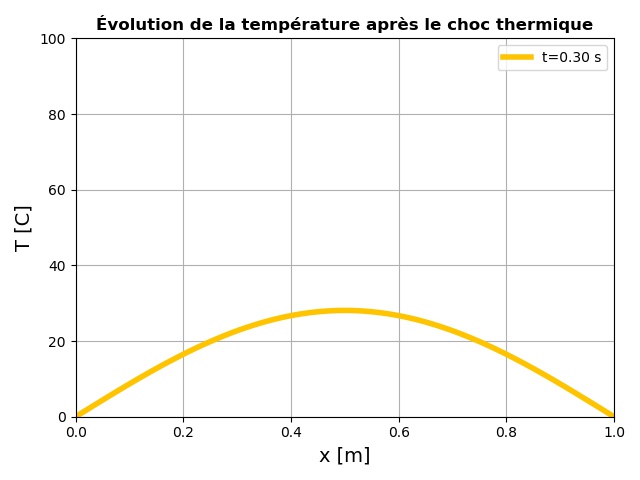 Évolution de la température après le choc thermique
t=0.30 s
100
80
60
40
20
0
T [C]
0.0 0.2 0.4 0.6 0.8 1.0
x [m]